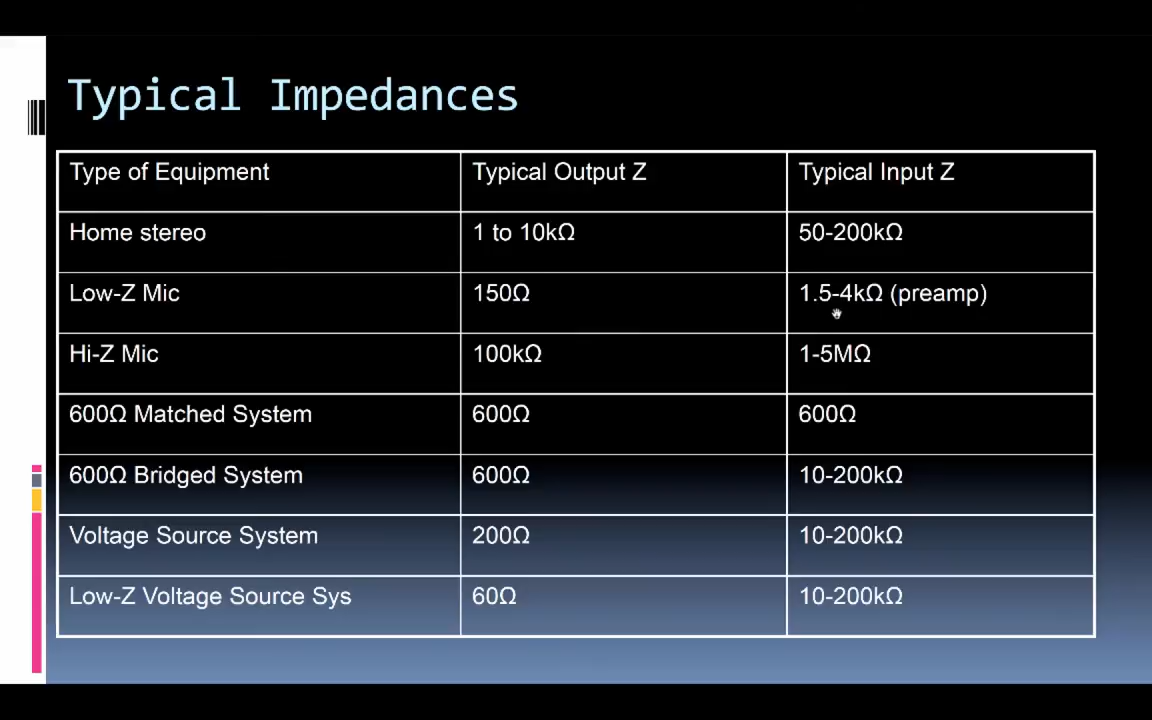 Typical Impedances
Type of Equipment Typical Output Z Typical Input Z
Home stereo 1 to 10kΩ 50-200kΩ
Low-Z Mic 150Ω 1.5-4kΩ (preamp)
Hi-Z Mic 100kΩ 1-5MΩ
600Ω Matched System 600Ω 600Ω
600Ω Bridged System 600Ω 10-200kΩ
Voltage Source System 200Ω 10-200kΩ
Low-Z Voltage Source Sys 60Ω 10-200kΩ